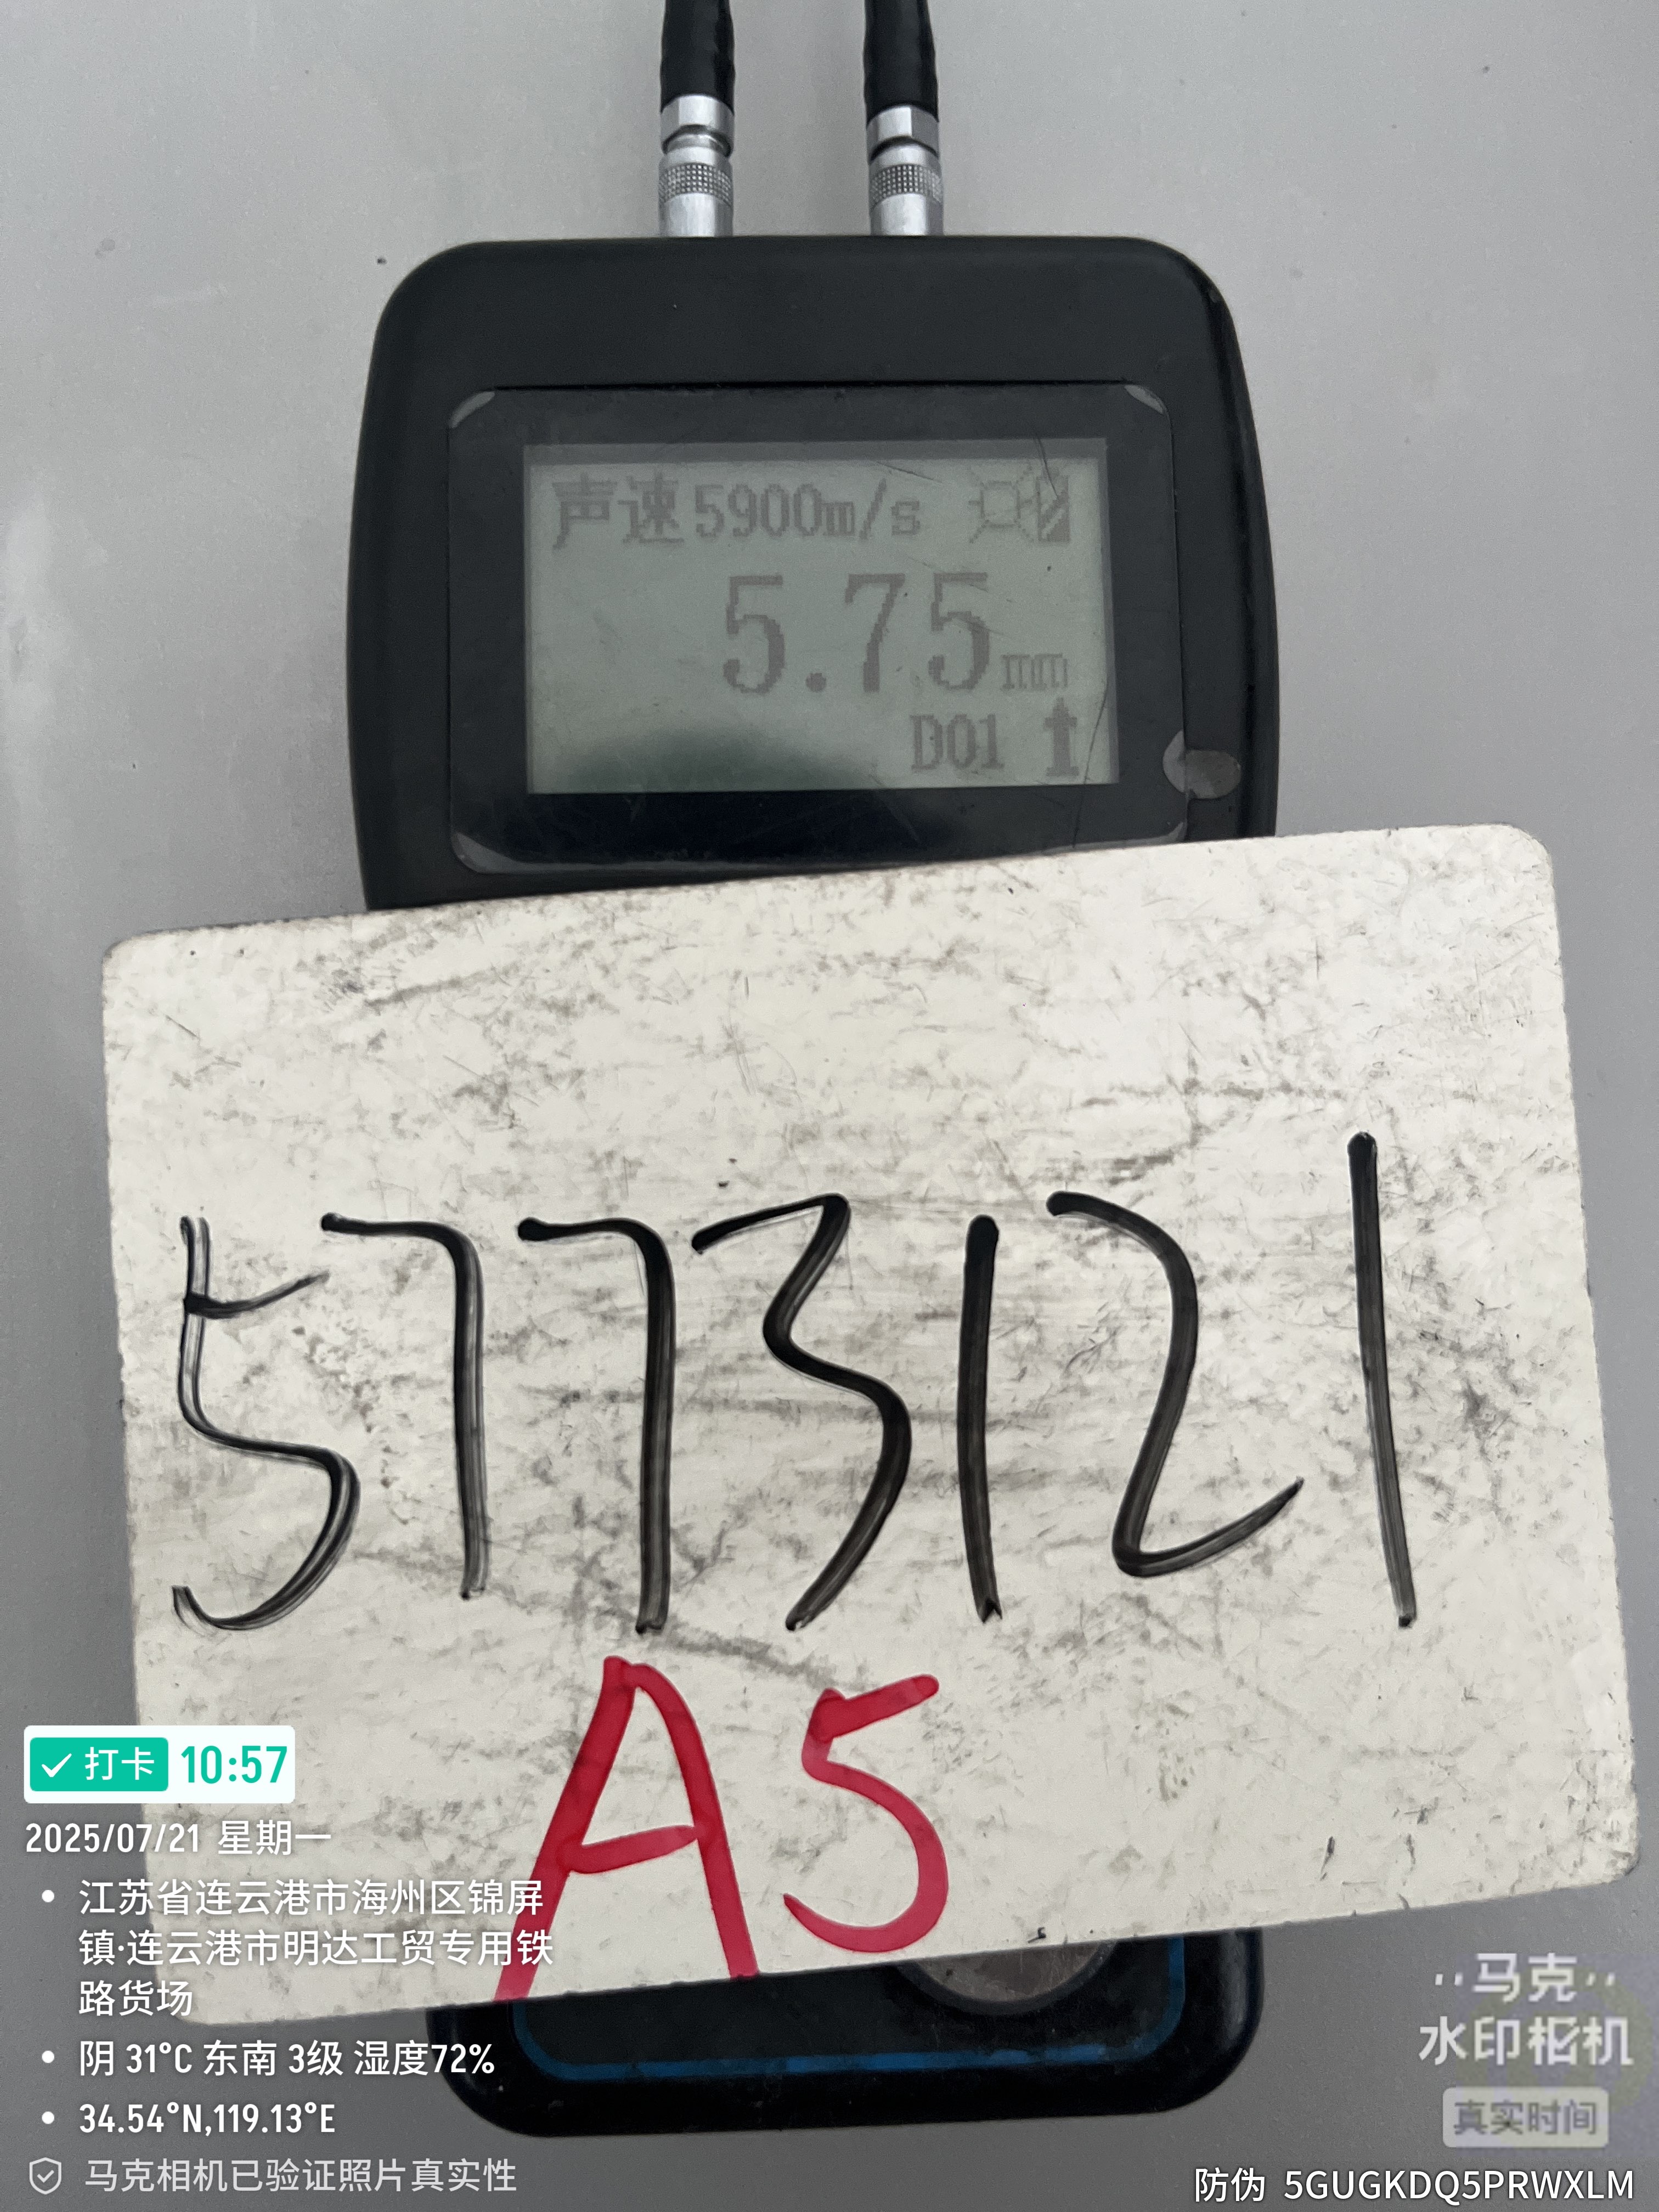 声速5900m/s
5.75mm
D01
5773121
A5
打卡 10:57
2025/07/21 星期一
江苏省连云港市海州区锦屏
镇·连云港市明达工贸专用铁
路货场
阴 31°C 东南 3级 湿度72%
34.54°N,119.13°E
马克相机已验证照片真实性
马克
水印相机
真实时间
防伪 5GUGKDQ5PRWXLM